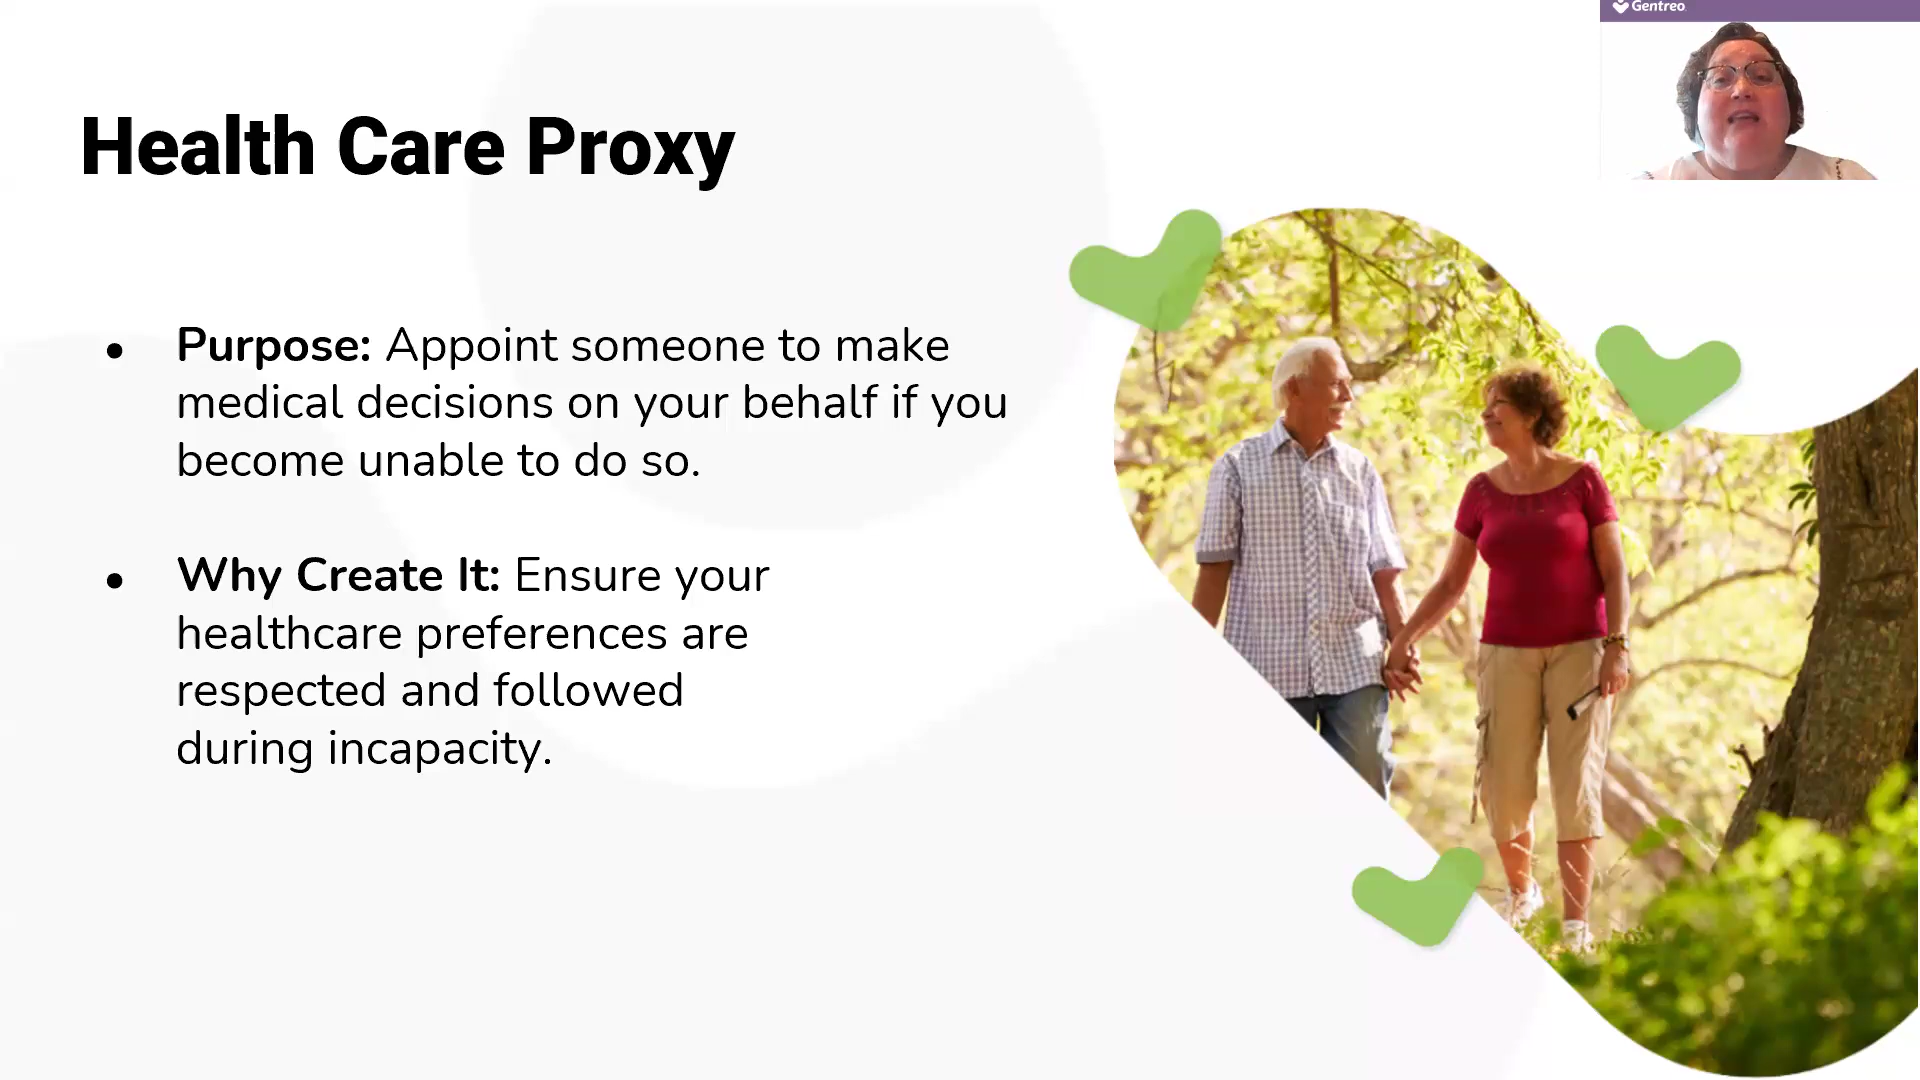 Gentreo
Health Care Proxy
• Purpose: Appoint someone to make
medical decisions on your behalf if you
become unable to do so.
• Why Create It: Ensure your
healthcare preferences are
respected and followed
during incapacity.